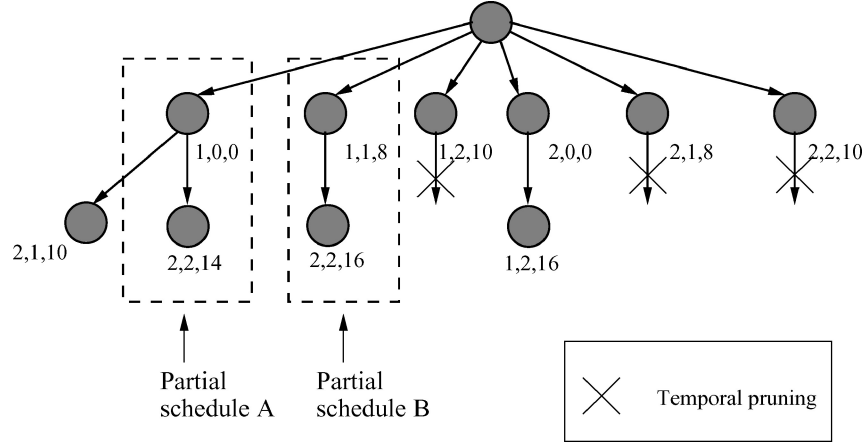 1,0,0
1,1,8
1,2,10
2,0,0
2,1,8
2,2,10
2,1,10
2,2,14
2,2,16
1,2,16
Partial
schedule A
Partial
schedule B
Temporal pruning